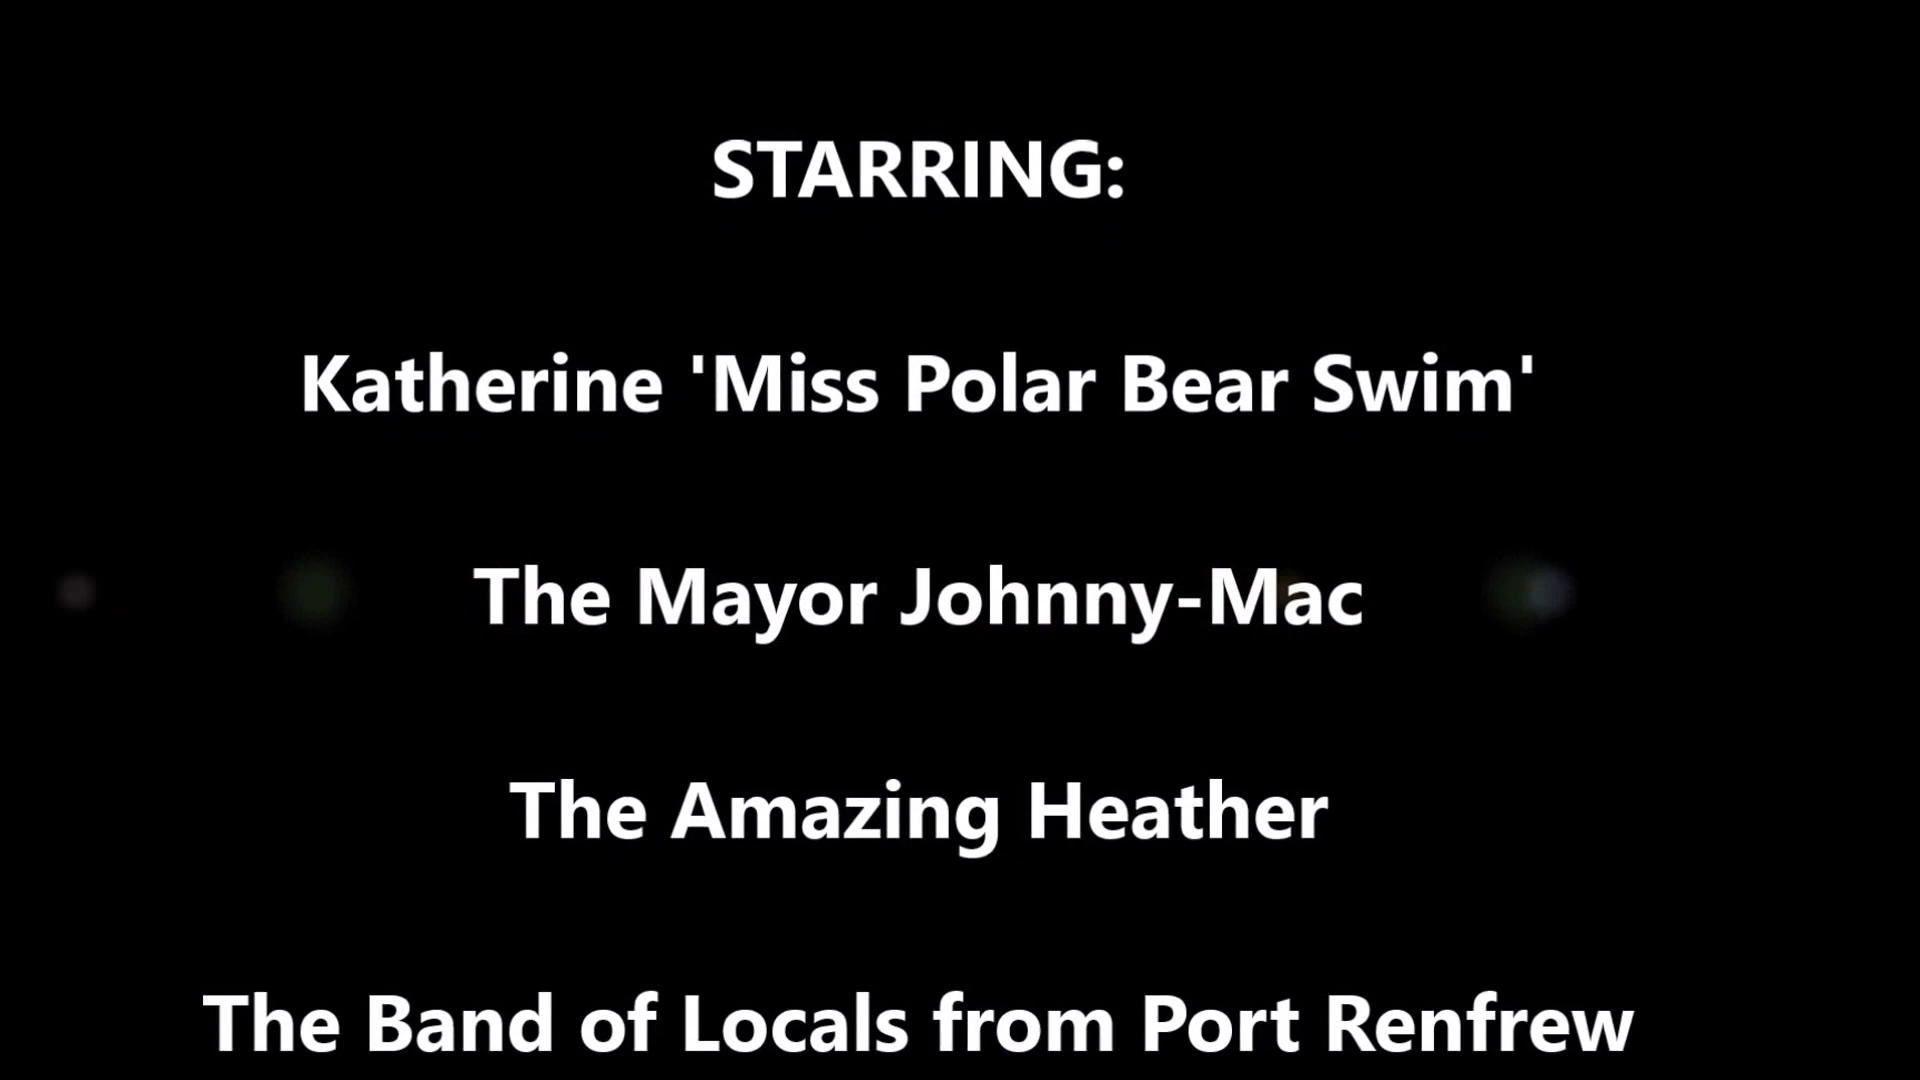 STARRING:
Katherine 'Miss Polar Bear Swim'
The Mayor Johnny-Mac
The Amazing Heather
The Band of Locals from Port Renfrew